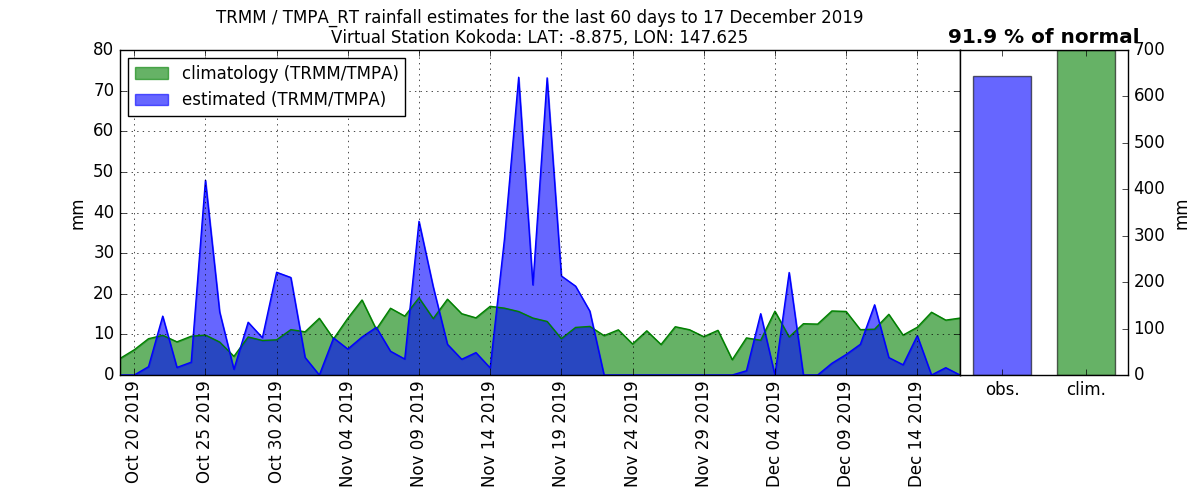 TRMM / TMPA_RT rainfall estimates for the last 60 days to 17 December 2019
Virtual Station Kokoda: LAT: -8.875, LON: 147.625
91.9 % of normal
climatology (TRMM/TMPA)
estimated (TRMM/TMPA)
mm
80
70
60
50
40
30
20
10
0
Oct 20 2019
Oct 25 2019
Oct 30 2019
Nov 04 2019
Nov 09 2019
Nov 14 2019
Nov 19 2019
Nov 24 2019
Nov 29 2019
Dec 04 2019
Dec 09 2019
Dec 14 2019
obs.
clim.
700
600
500
400
300
200
100
0
mm